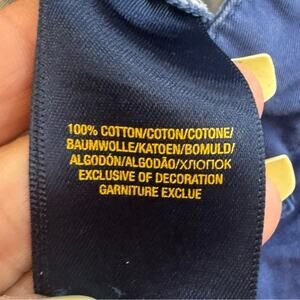 100% COTTON/COTON/COTONE/
BAUMWOLLE/KATOEN/BOMULD/
ALGODÓN/ALGODÃO/ХЛОПОК
EXCLUSIVE OF DECORATION
GARNITURE EXCLUE